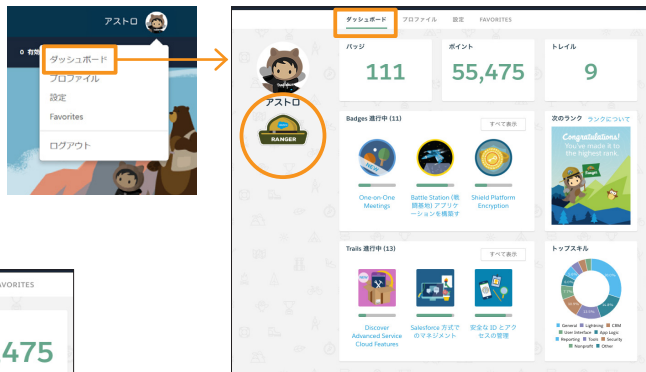 アストロ
0 有効
ダッシュボード
プロファイル
設定
Favorites
ログアウト
ダッシュボード プロファイル 設定 FAVORITES
アストロ
RANGER
バッジ
111
ポイント
55,475
トレイル
9
Badges 進行中 (11)
すべて表示
NEW
One-on-One
Meetings
Battle Station (戦
闘基地) アプリケ
ーションを構築す
Shield Platform
Encryption
次のランク ランクについて
Congratulations!
You've made it to
the highest rank.
Trails 進行中 (13)
すべて表示
Discover
Advanced Service
Cloud Features
Salesforce 方式で
のマネジメント
安全な ID とアク
セスの管理
トップスキル
General Lightning CRM
User Interface App Logic
Reporting Tools Security
Nonprofit Other
AVORITES
,475